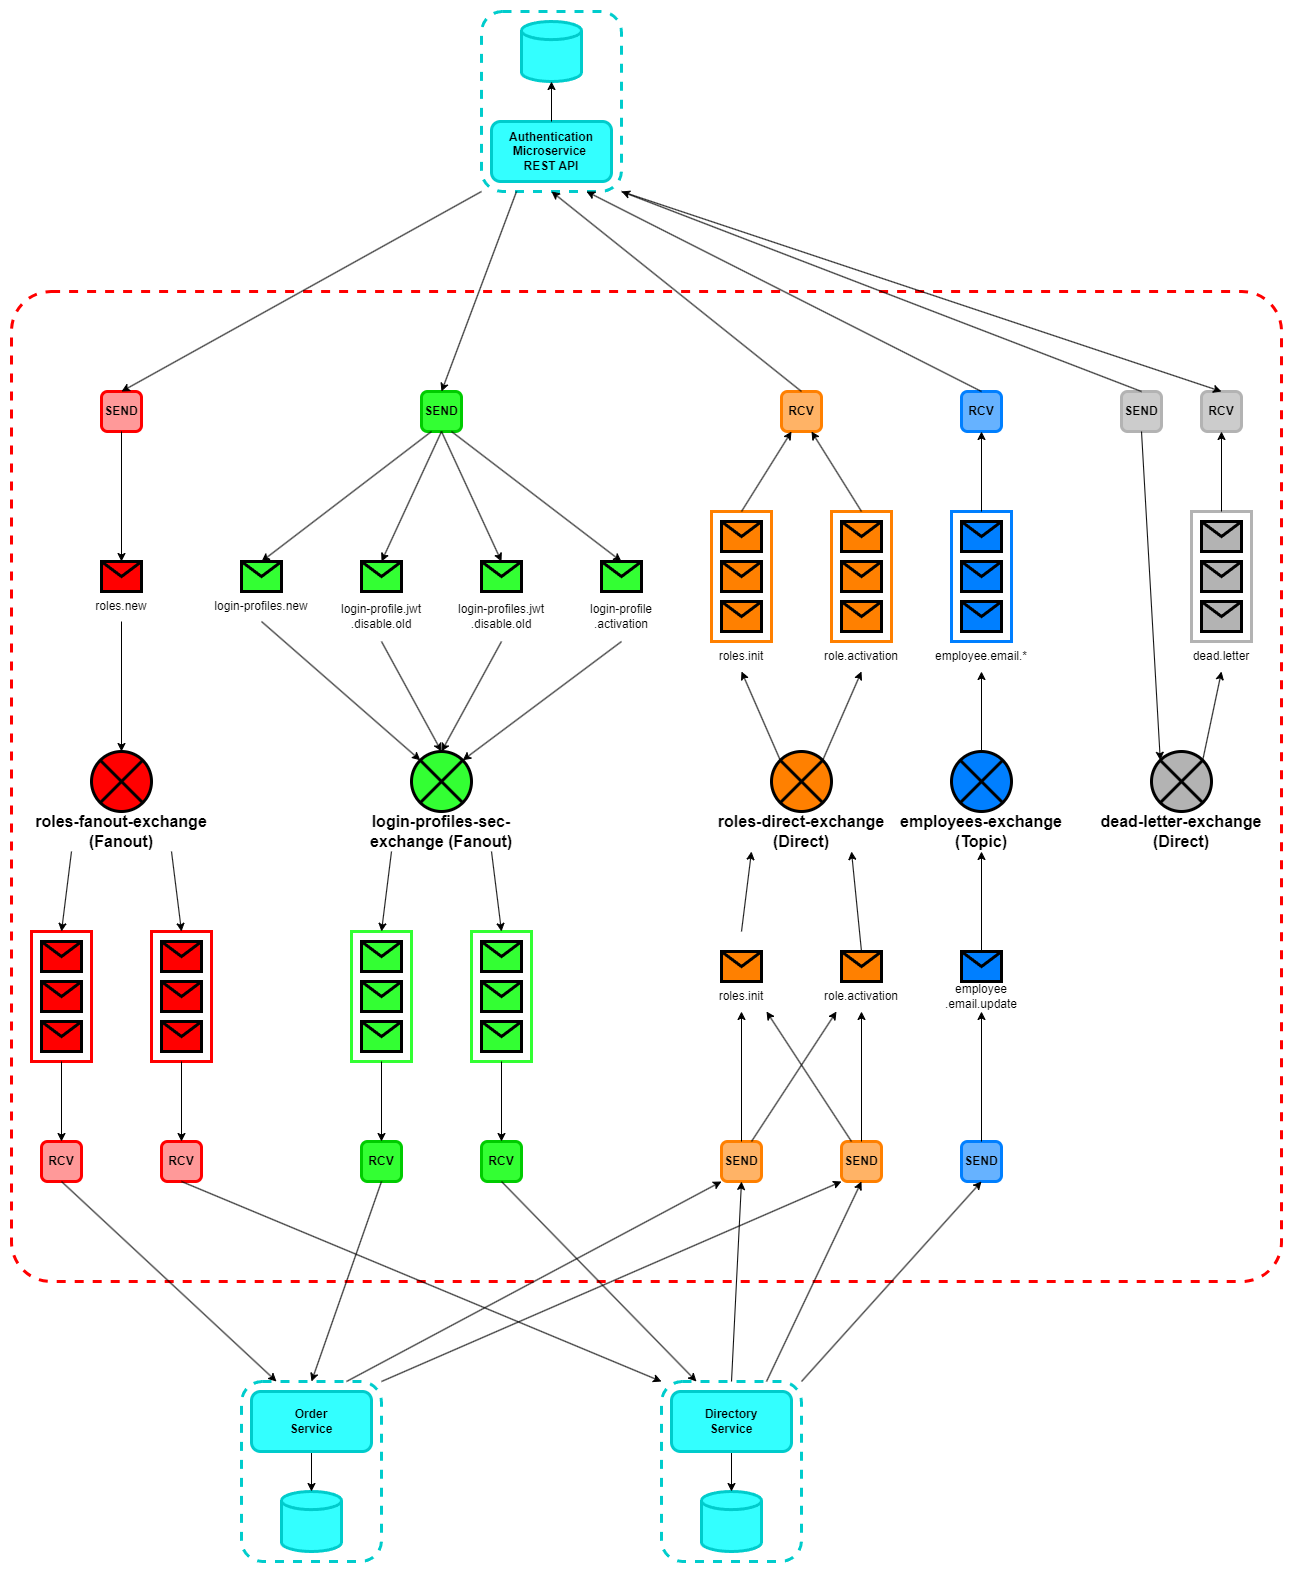 Authentication
Microservice
REST API
SEND
SEND
RCV
RCV
SEND
RCV
roles.new
login-profiles.new
login-profile.jwt
.disable.old
login-profiles.jwt
.disable.old
login-profile
.activation
roles.init
role.activation
employee.email.*
dead.letter
roles-fanout-exchange
(Fanout)
login-profiles-sec-
exchange (Fanout)
roles-direct-exchange
(Direct)
employees-exchange
(Topic)
dead-letter-exchange
(Direct)
roles.init
role.activation
employee
.email.update
RCV
RCV
RCV
RCV
SEND
SEND
SEND
Order
Service
Directory
Service